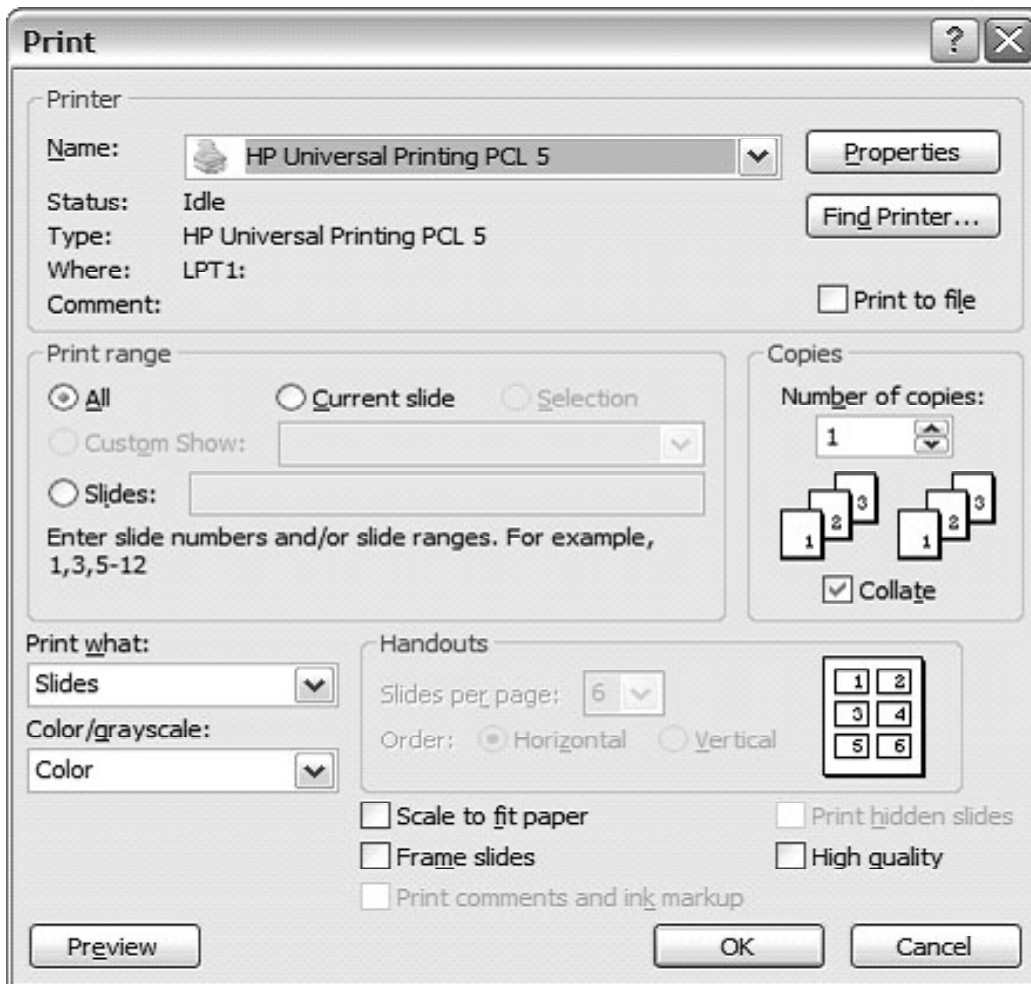 Print
Printer
Name: HP Universal Printing PCL 5 Properties
Status: Idle Find Printer...
Type: HP Universal Printing PCL 5
Where: LPT1:
Comment: Print to file
Print range
All Current slide Selection
Custom Show:
Slides:
Enter slide numbers and/or slide ranges. For example,
1,3,5-12
Copies
Number of copies:
1
1 2 3 1 2 3
Collate
Print what:
Slides
Color/grayscale:
Color
Handouts
Slides per page: 6
Order: Horizontal Vertical
1 2
3 4
5 6
Scale to fit paper Print hidden slides
Frame slides High quality
Print comments and ink markup
Preview OK Cancel